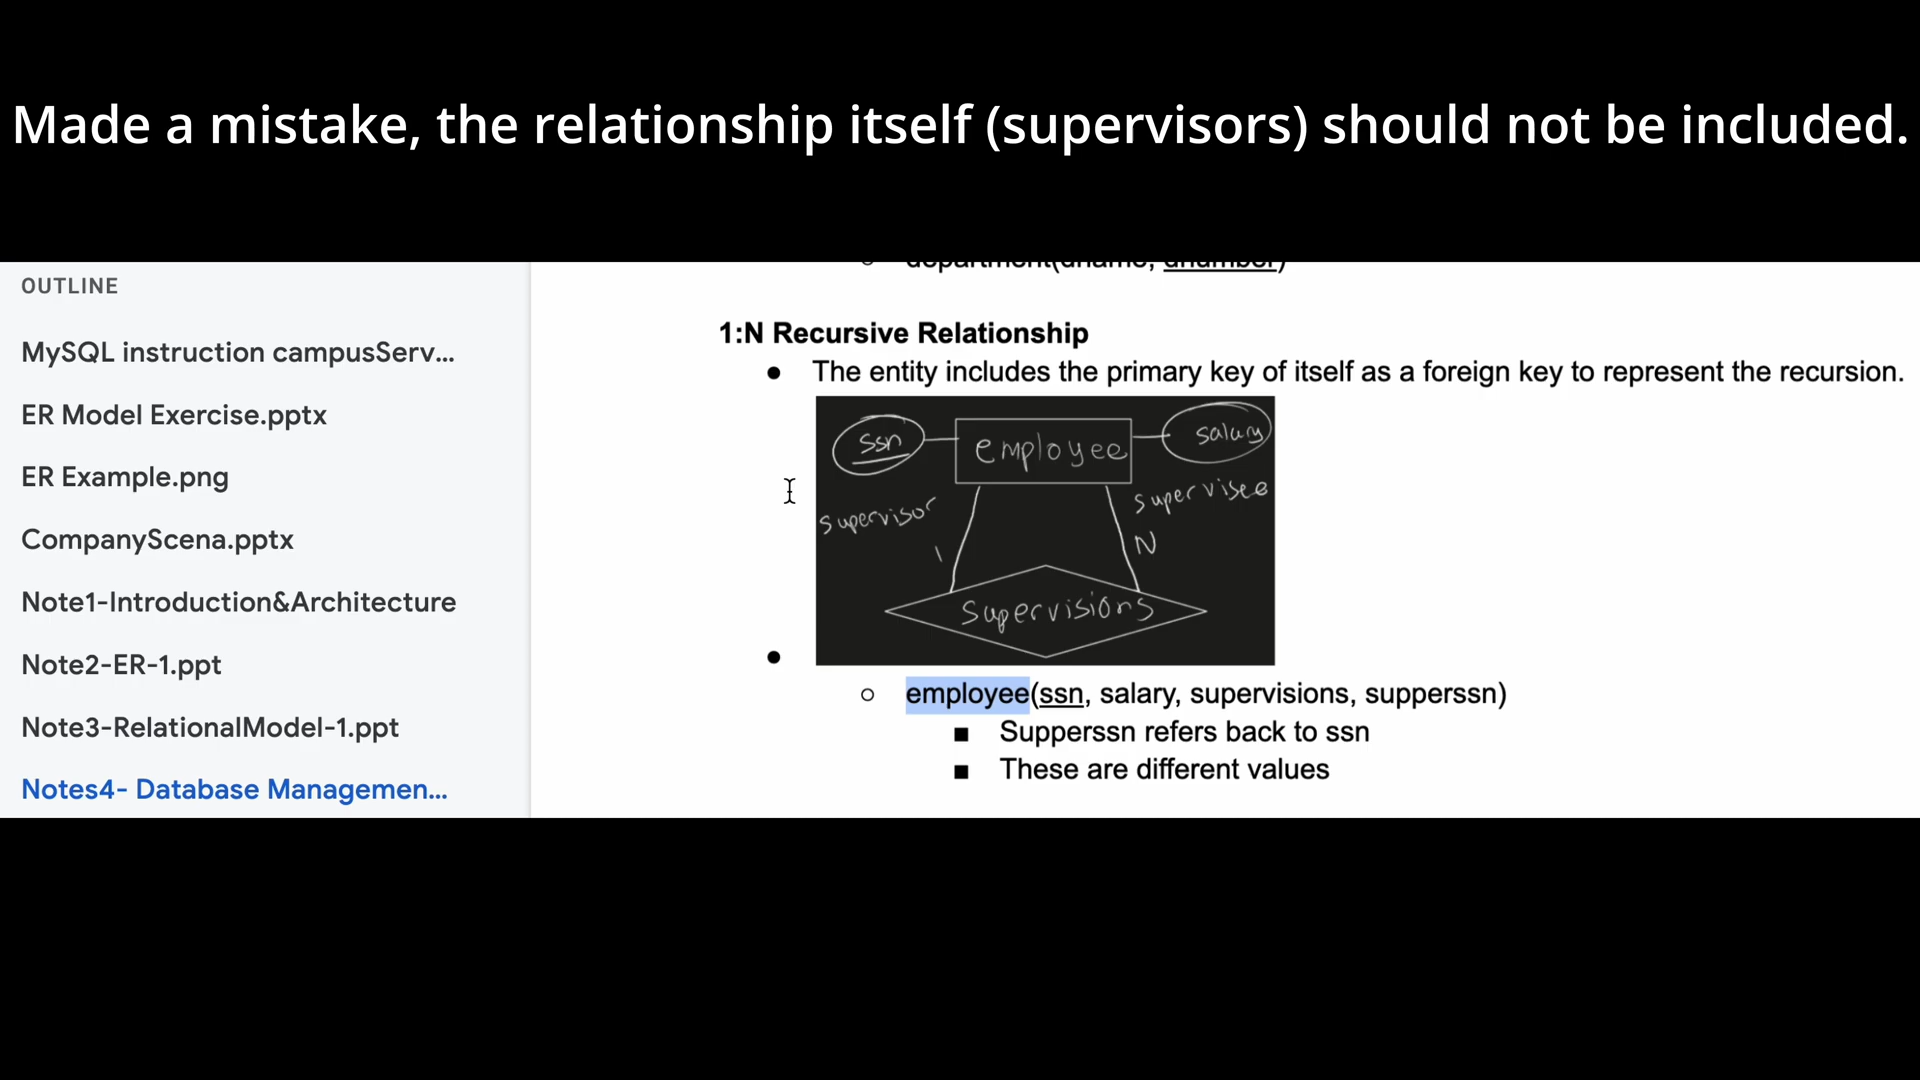 Made a mistake, the relationship itself (supervisors) should not be included.
department(dname, dnumber)
OUTLINE
MySQL instruction campusServ...
ER Model Exercise.pptx
ER Example.png
CompanyScena.pptx
Note1-Introduction&Architecture
Note2-ER-1.ppt
Note3-RelationalModel-1.ppt
Notes4- Database Managemen...
1:N Recursive Relationship
The entity includes the primary key of itself as a foreign key to represent the recursion.
ssn employee salary
supervisor supervisee
1 N
supervisions
employee(ssn, salary, supervisions, supperssn)
Supperssn refers back to ssn
These are different values